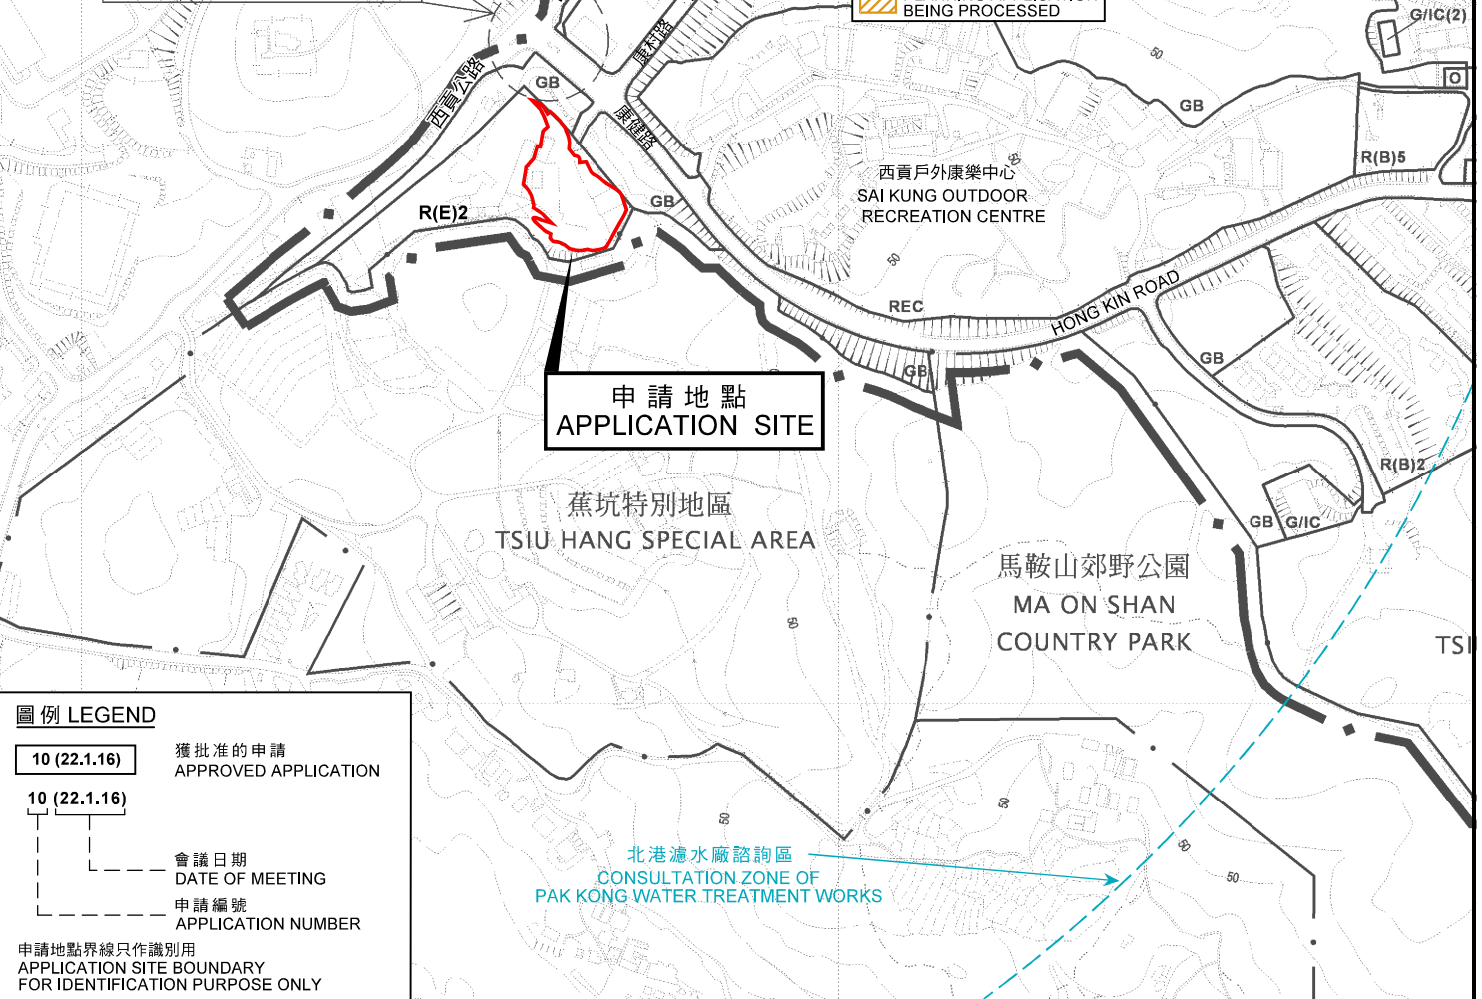 BEING PROCESSED
G/IC(2)
50
GB
康村路
西貢公路
GB
康健路
R(B)5
50
西貢戶外康樂中心
SAI KUNG OUTDOOR
RECREATION CENTRE
R(E)2
GB
50
REC
HONG KIN ROAD
GB
GB
申請地點
APPLICATION SITE
R(B)2
蕉坑特別地區
TSIU HANG SPECIAL AREA
GB
G/IC
馬鞍山郊野公園
MA ON SHAN
COUNTRY PARK
50
TSI
圖例 LEGEND
10 (22.1.16)
獲批准的申請
APPROVED APPLICATION
10 (22.1.16)
會議日期
DATE OF MEETING
申請編號
APPLICATION NUMBER
申請地點界線只作識別用
APPLICATION SITE BOUNDARY
FOR IDENTIFICATION PURPOSE ONLY
50
50
50
50
北港濾水廠諮詢區
CONSULTATION ZONE OF
PAK KONG WATER TREATMENT WORKS